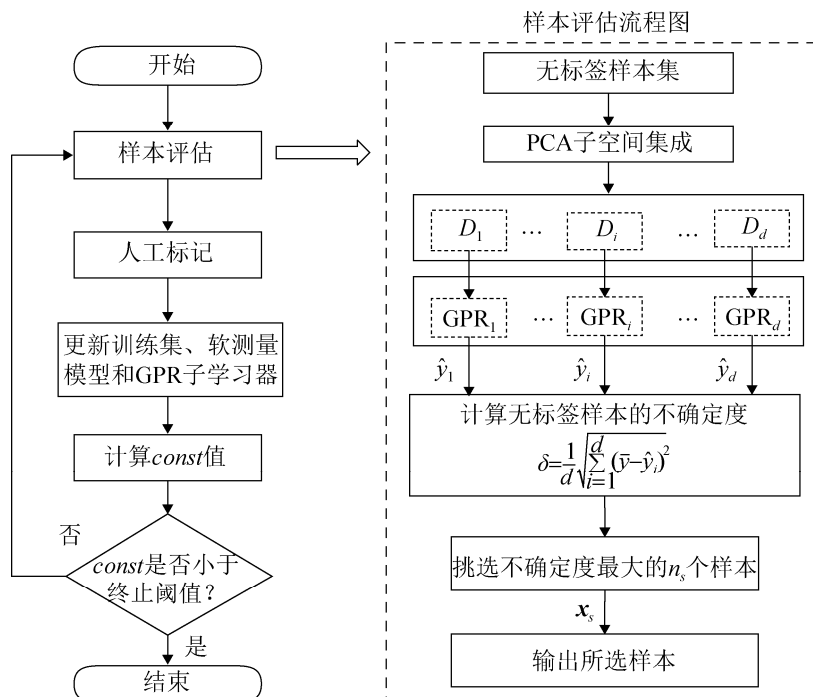 开始
样本评估
人工标记
更新训练集、软测量
模型和GPR子学习器
计算const值
否
const是否小于
终止阈值？
是
结束
样本评估流程图
无标签样本集
PCA子空间集成
D₁ … Dᵢ … D_d
GPR₁ … GPRᵢ … GPR_d
ŷ₁ ŷᵢ ŷ_d
计算无标签样本的不确定度
δ=1/d√∑_{i=1}^{d}(ȳ−ŷᵢ)²
挑选不确定度最大的nₛ个样本
xₛ
输出所选样本